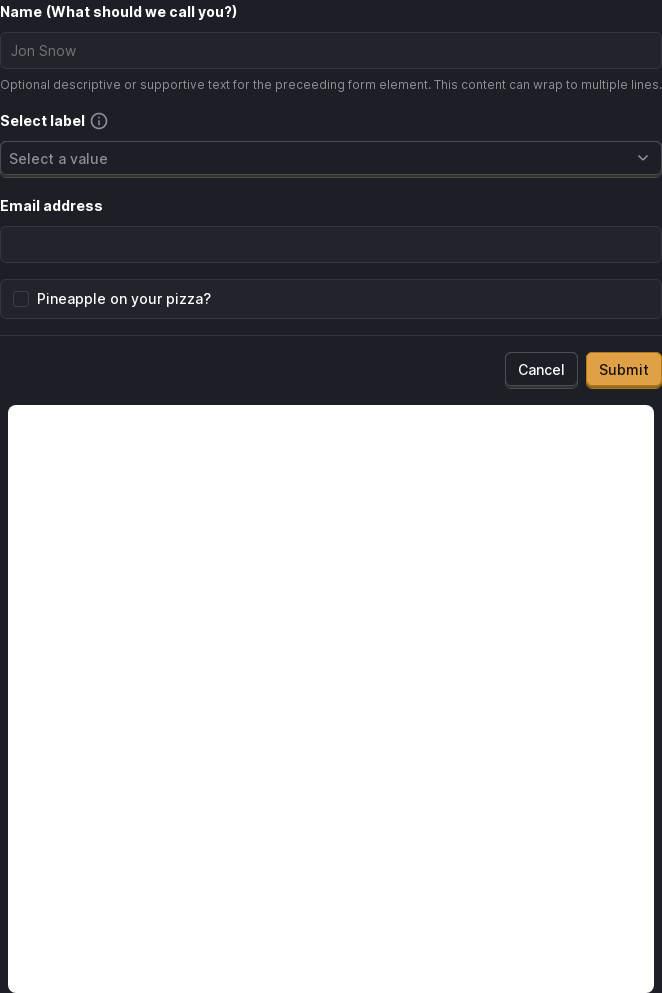 Name (What should we call you?)
Jon Snow
Optional descriptive or supportive text for the preceeding form element. This content can wrap to multiple lines.
Select label
Select a value
Email address
Pineapple on your pizza?
Cancel
Submit